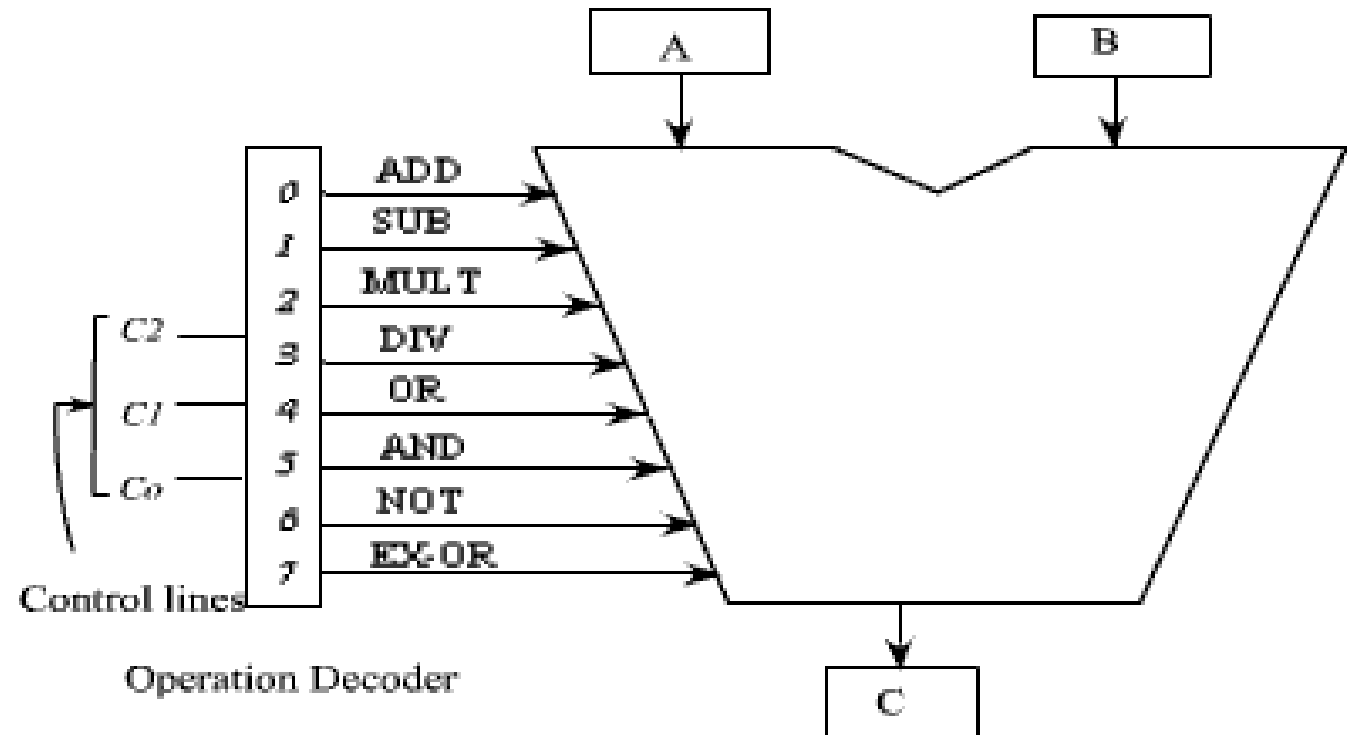 A
B
0 ADD
1 SUB
2 MULT
3 DIV
4 OR
5 AND
6 NOT
7 EX-OR
C2
C1
Co
Control lines
Operation Decoder
C